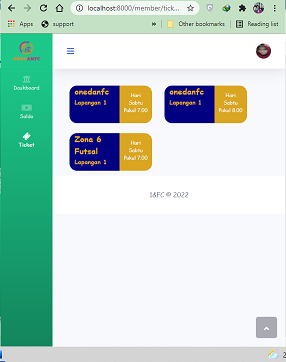 localhost:8000/member/tick...
Apps
support
»
Other bookmarks
Reading list
Dashboard
Saldo
Ticket
onedanfc
Lapangan 1
Hari
Sabtu
Pukul 7.00
onedanfc
Lapangan 1
Hari
Sabtu
Pukul 8.00
Zona 6
Futsal
Lapangan 1
Hari
Sabtu
Pukul 7.00
© 2022